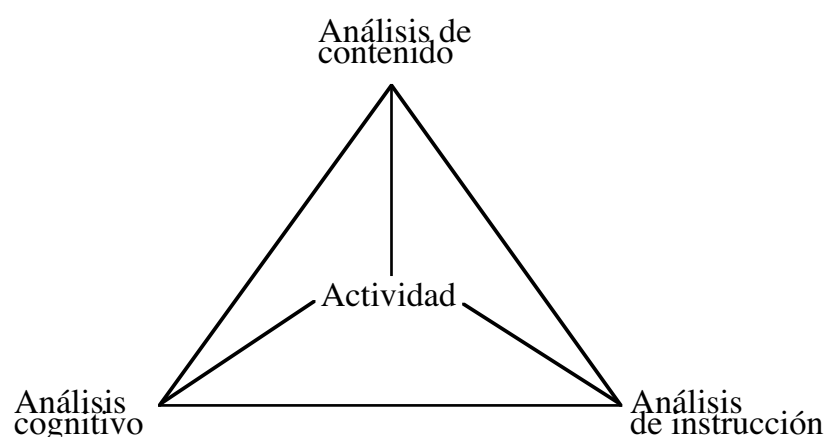 Análisis de
contenido
Actividad
Análisis
cognitivo
Análisis
de instrucción